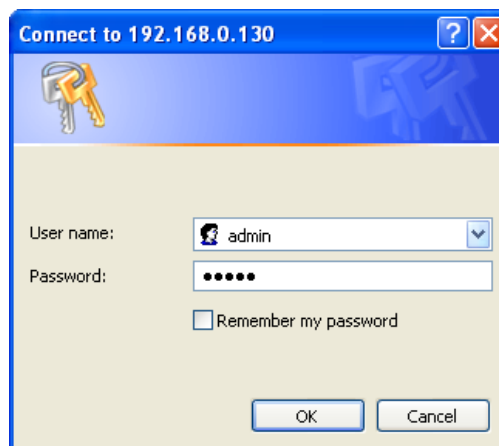 Connect to 192.168.0.130
?
User name:
admin
Password:
●●●●●
Remember my password
OK
Cancel